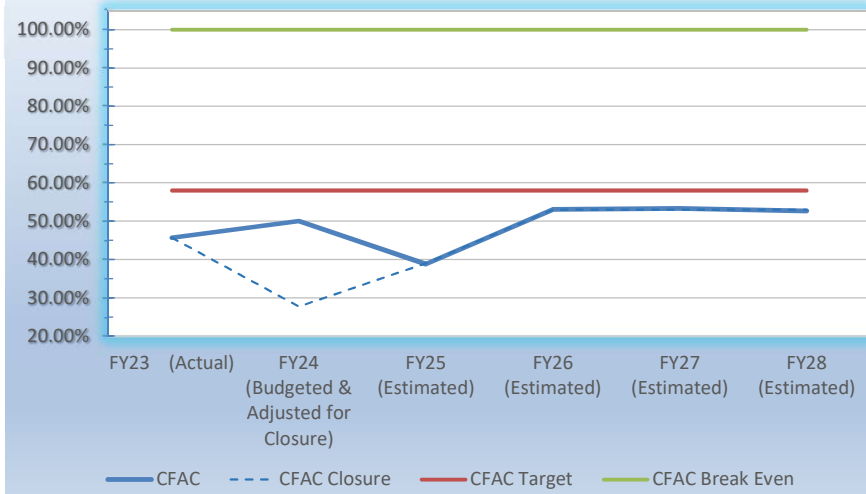 100.00%
90.00%
80.00%
70.00%
60.00%
50.00%
40.00%
30.00%
20.00%
FY23 (Actual)
FY24
(Budgeted &
Adjusted for
Closure)
FY25
(Estimated)
FY26
(Estimated)
FY27
(Estimated)
FY28
(Estimated)
CFAC
CFAC Closure
CFAC Target
CFAC Break Even